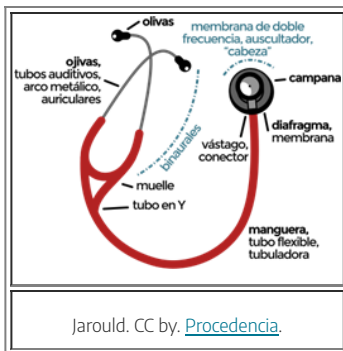 olivas
membrana de doble
frecuencia, auscultador,
"cabeza"
ojivas,
tubos auditivos,
arco metálico,
auriculares
campana
diafragma,
membrana
vástago,
conector
binaurales
muelle
tubo en Y
manguera,
tubo flexible,
tubuladora
Jarould. CC by. Procedencia.